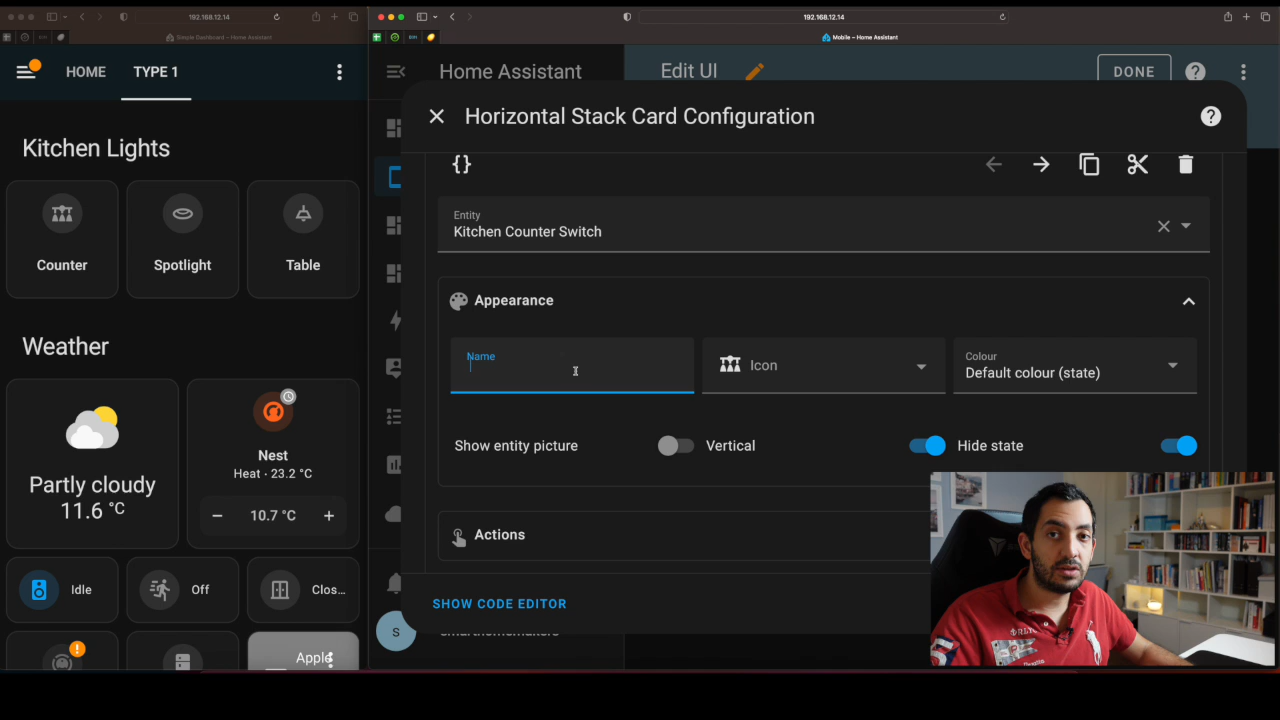 192.168.12.14
Simple Dashboard – Home Assistant
HOME
TYPE 1
Kitchen Lights
Counter
Spotlight
Table
Weather
Partly cloudy
11.6 °C
Nest
Heat · 23.2 °C
– 10.7 °C +
Idle
Off
Clos...
Apple
192.168.12.14
Mobile – Home Assistant
Home Assistant
Edit UI
DONE
Horizontal Stack Card Configuration
{}
Entity
Kitchen Counter Switch
Appearance
Name
Icon
Colour
Default colour (state)
Show entity picture
Vertical
Hide state
Actions
SHOW CODE EDITOR
S